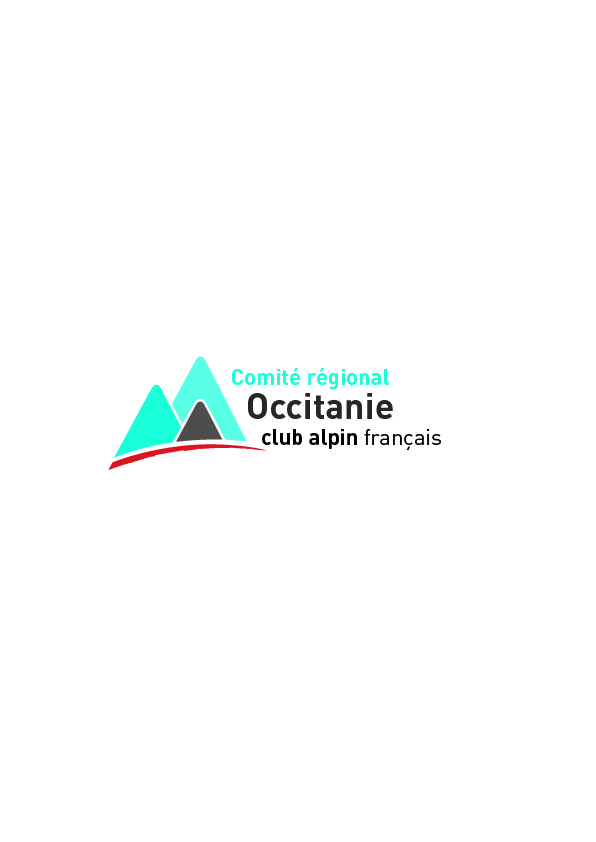 Comité régional
Occitanie
club alpin français